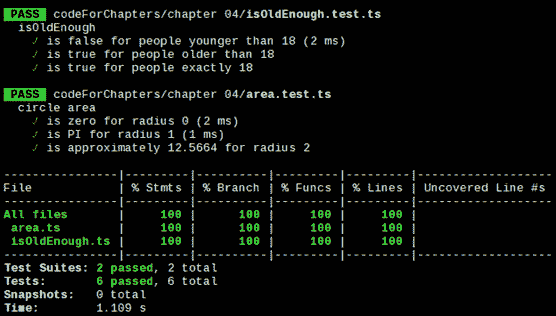 PASS codeForChapters/chapter 04/isOldEnough.test.ts
isOldEnough
✓ is false for people younger than 18 (2 ms)
✓ is true for people older than 18
✓ is true for people exactly 18
PASS codeForChapters/chapter 04/area.test.ts
circle area
✓ is zero for radius 0 (2 ms)
✓ is PI for radius 1 (1 ms)
✓ is approximately 12.5664 for radius 2
----------------|---------|----------|---------|---------|-------------------
File | % Stmts | % Branch | % Funcs | % Lines | Uncovered Line #s
----------------|---------|----------|---------|---------|-------------------
All files | 100 | 100 | 100 | 100 |
area.ts | 100 | 100 | 100 | 100 |
isOldEnough.ts | 100 | 100 | 100 | 100 |
----------------|---------|----------|---------|---------|-------------------
Test Suites: 2 passed, 2 total
Tests: 6 passed, 6 total
Snapshots: 0 total
Time: 1.109 s